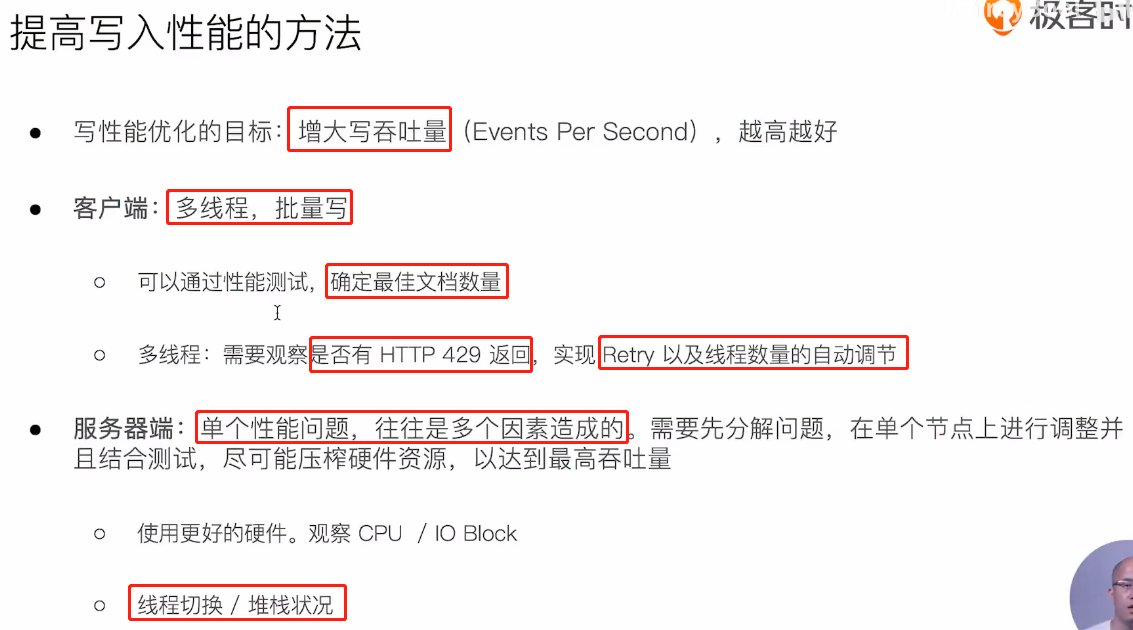 提高写入性能的方法
极客时
● 写性能优化的目标：增大写吞吐量（Events Per Second），越高越好
● 客户端：多线程，批量写
○ 可以通过性能测试，确定最佳文档数量
○ 多线程：需要观察是否有 HTTP 429 返回，实现 Retry 以及线程数量的自动调节
● 服务器端：单个性能问题，往往是多个因素造成的。需要先分解问题，在单个节点上进行调整并
且结合测试，尽可能压榨硬件资源，以达到最高吞吐量
○ 使用更好的硬件。观察 CPU / IO Block
○ 线程切换 / 堆栈状况